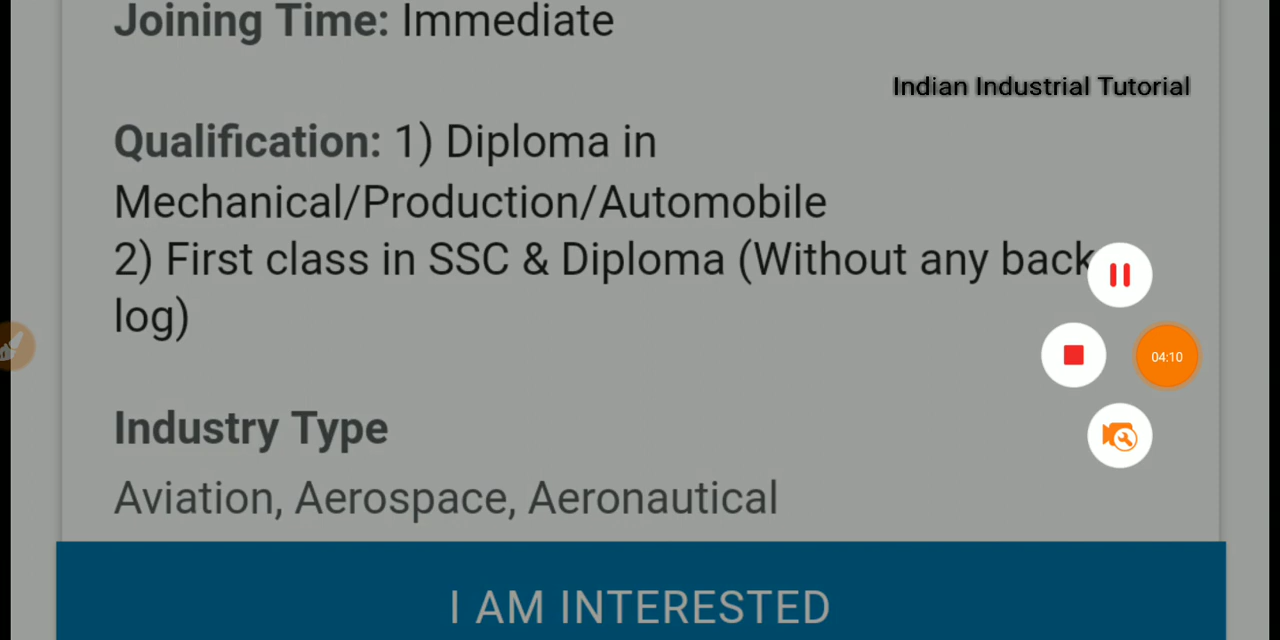 Joining Time: Immediate
Indian Industrial Tutorial
Qualification: 1) Diploma in
Mechanical/Production/Automobile
2) First class in SSC & Diploma (Without any back
log)
04:10
Industry Type
Aviation, Aerospace, Aeronautical
I AM INTERESTED